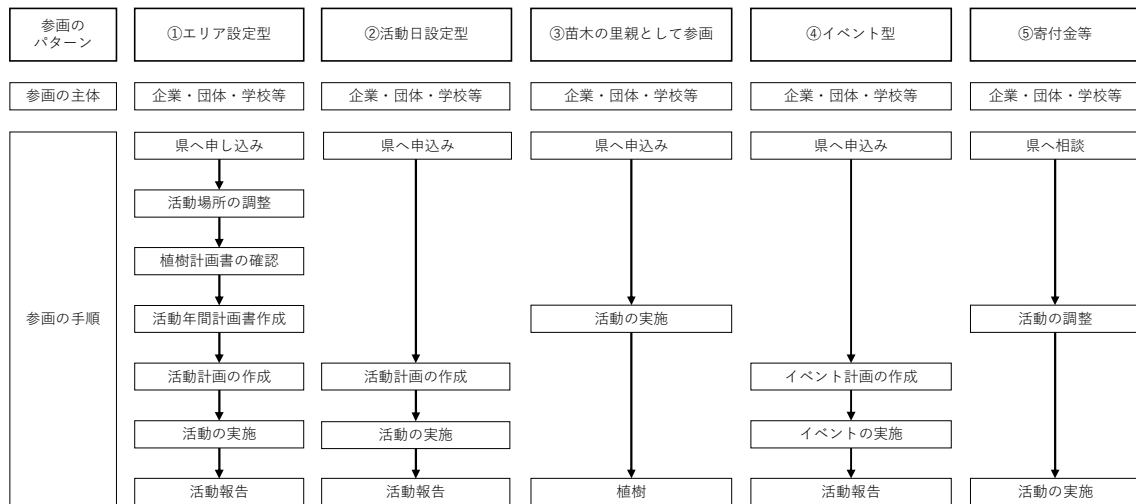 参画の
パターン
①エリア設定型
②活動日設定型
③苗木の里親として参画
④イベント型
⑤寄付金等
参画の主体
企業・団体・学校等
企業・団体・学校等
企業・団体・学校等
企業・団体・学校等
企業・団体・学校等
参画の手順
県へ申し込み
活動場所の調整
植樹計画書の確認
活動年間計画書作成
活動計画の作成
活動の実施
活動報告
県へ申込み
活動計画の作成
活動の実施
活動報告
県へ申込み
活動の実施
植樹
県へ申込み
イベント計画の作成
イベントの実施
活動報告
県へ相談
活動の調整
活動の実施